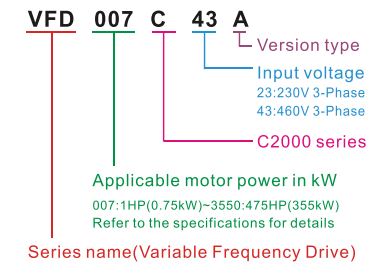 VFD 007 C 43 A
Version type
Input voltage
23:230V 3-Phase
43:460V 3-Phase
C2000 series
Applicable motor power in kW
007:1HP(0.75kW)~3550:475HP(355kW)
Refer to the specifications for details
Series name(Variable Frequency Drive)